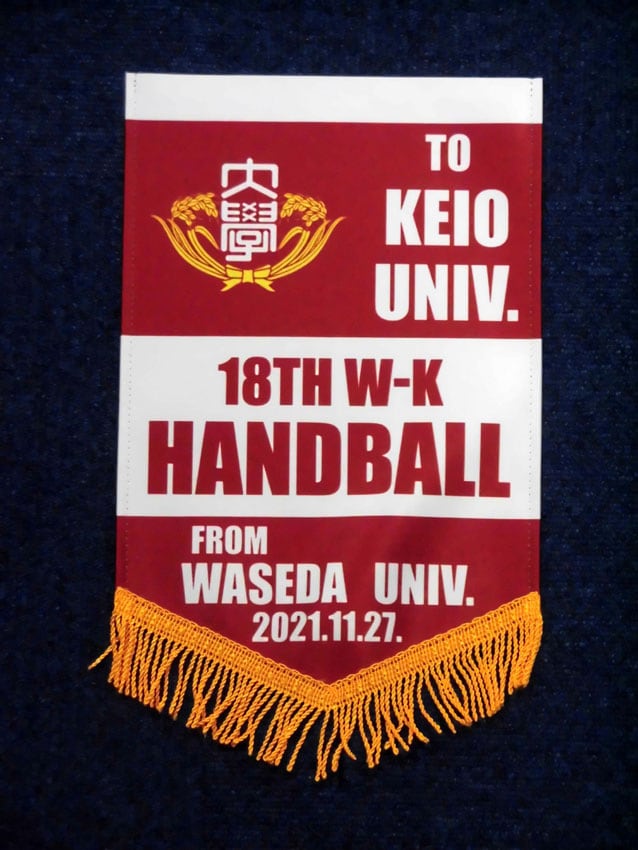 大學
TO
KEIO
UNIV.
18TH W-K
HANDBALL
FROM
WASEDA UNIV.
2021.11.27.